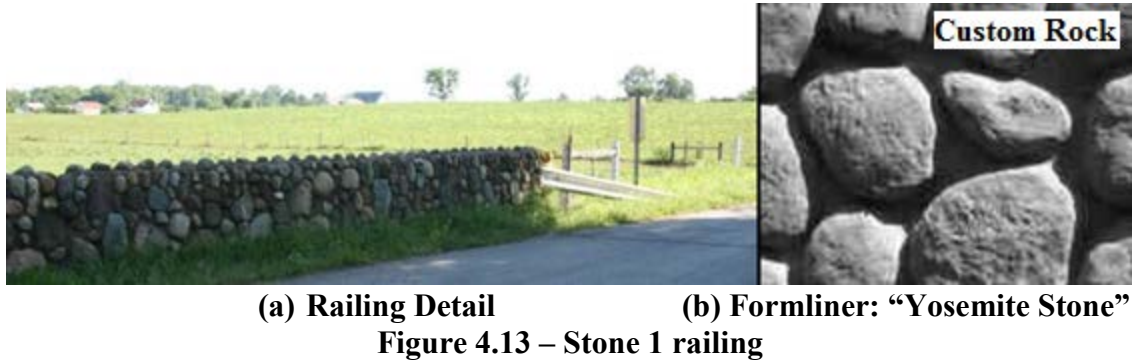 Custom Rock
(a) Railing Detail
(b) Formliner: “Yosemite Stone”
Figure 4.13 – Stone 1 railing